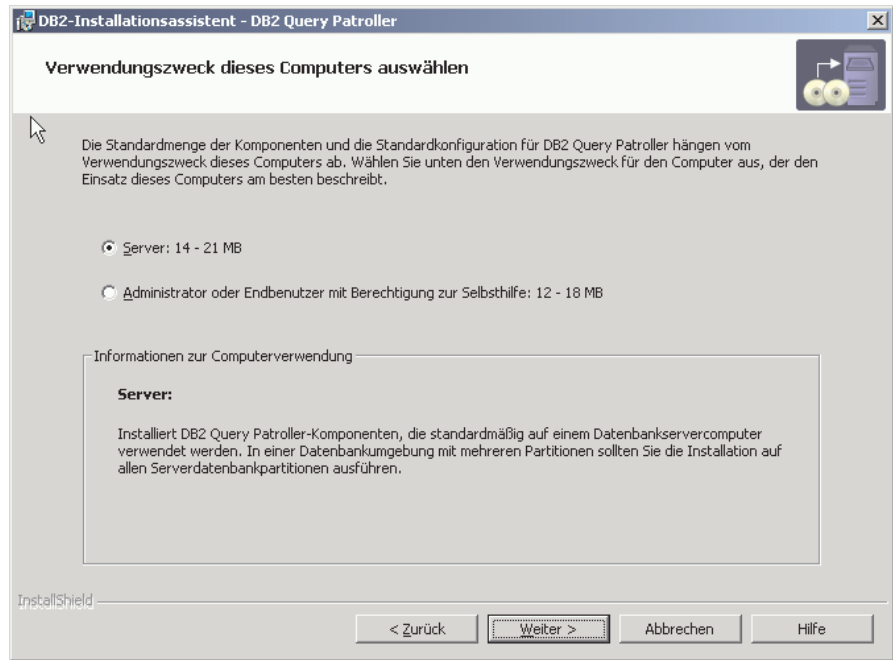 DB2-Installationsassistent - DB2 Query Patroller
Verwendungszweck dieses Computers auswählen
Die Standardmenge der Komponenten und die Standardkonfiguration für DB2 Query Patroller hängen vom
Verwendungszweck dieses Computers ab. Wählen Sie unten den Verwendungszweck für den Computer aus, der den
Einsatz dieses Computers am besten beschreibt.
Server: 14 - 21 MB
Administrator oder Endbenutzer mit Berechtigung zur Selbsthilfe: 12 - 18 MB
Informationen zur Computerverwendung
Server:
Installiert DB2 Query Patroller-Komponenten, die standardmäßig auf einem Datenbankservercomputer
verwendet werden. In einer Datenbankumgebung mit mehreren Partitionen sollten Sie die Installation auf
allen Serverdatenbankpartitionen ausführen.
InstallShield
< Zurück Weiter > Abbrechen Hilfe